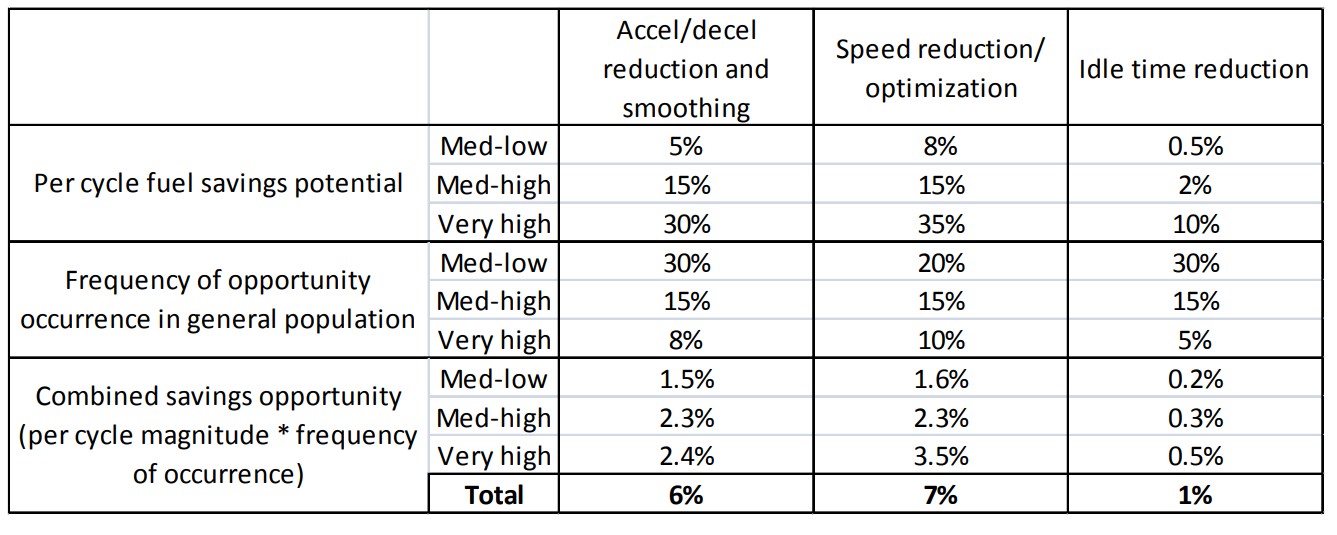 Accel/decel reduction and smoothing Speed reduction/ optimization Idle time reduction
Per cycle fuel savings potential
Med-low 5% 8% 0.5%
Med-high 15% 15% 2%
Very high 30% 35% 10%
Frequency of opportunity
occurrence in general population
Med-low 30% 20% 30%
Med-high 15% 15% 15%
Very high 8% 10% 5%
Combined savings opportunity
(per cycle magnitude * frequency
of occurrence)
Med-low 1.5% 1.6% 0.2%
Med-high 2.3% 2.3% 0.3%
Very high 2.4% 3.5% 0.5%
Total 6% 7% 1%